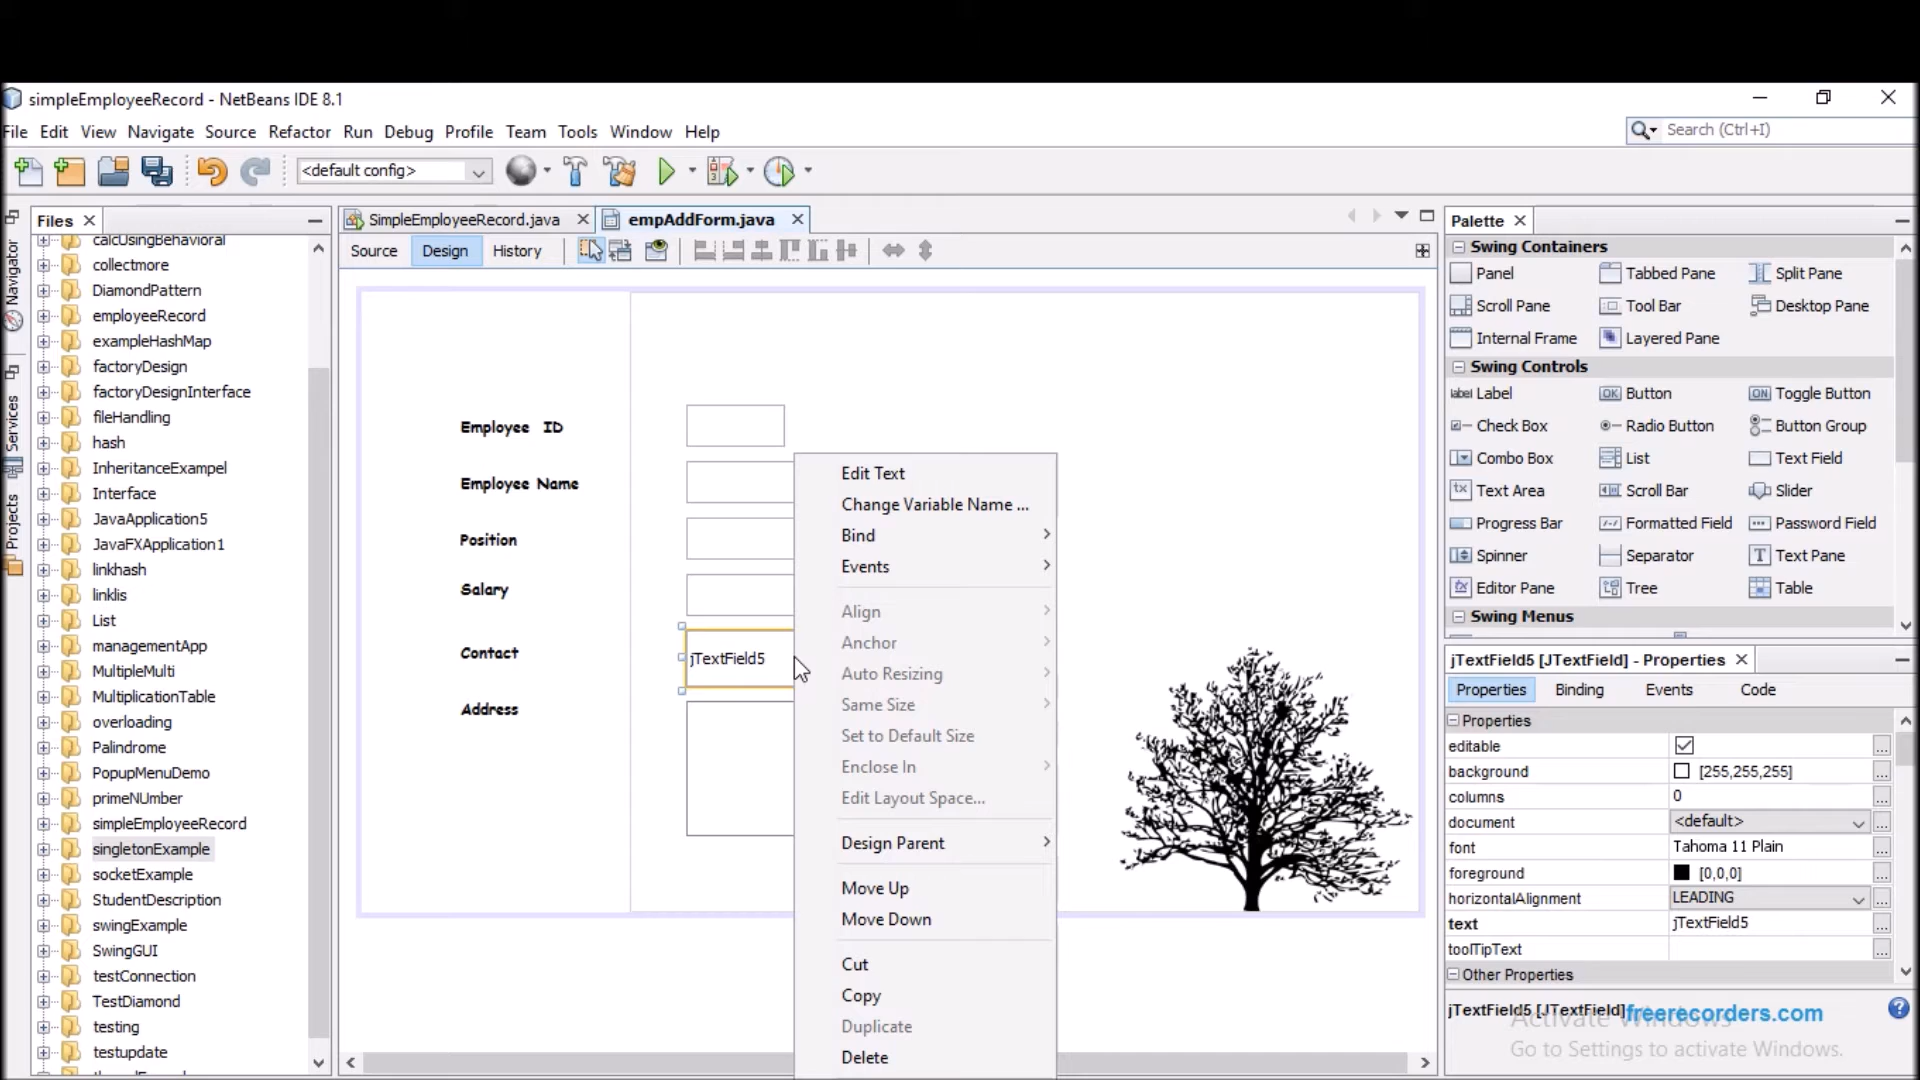 simpleEmployeeRecord - NetBeans IDE 8.1
File Edit View Navigate Source Refactor Run Debug Profile Team Tools Window Help
Search (Ctrl+I)
<default config>
Navigator
Services
Projects
Files
calcUsingBehavioral
collectmore
DiamondPattern
employeeRecord
exampleHashMap
factoryDesign
factoryDesignInterface
fileHandling
hash
InheritanceExampel
Interface
JavaApplication5
JavaFXApplication1
linkhash
linklis
List
managementApp
MultipleMulti
MultiplicationTable
overloading
Palindrome
PopupMenuDemo
primeNUmber
simpleEmployeeRecord
singletonExample
socketExample
StudentDescription
swingExample
SwingGUI
testConnection
TestDiamond
testing
testupdate
SimpleEmployeeRecord.java
empAddForm.java
Source Design History
Employee ID
Employee Name
Position
Salary
Contact
Address
jTextField5
Edit Text
Change Variable Name ...
Bind
Events
Align
Anchor
Auto Resizing
Same Size
Set to Default Size
Enclose In
Edit Layout Space...
Design Parent
Move Up
Move Down
Cut
Copy
Duplicate
Delete
Palette
Swing Containers
Panel Tabbed Pane Split Pane
Scroll Pane Tool Bar Desktop Pane
Internal Frame Layered Pane
Swing Controls
label Label OK Button ON Toggle Button
Check Box Radio Button Button Group
Combo Box List Text Field
Text Area Scroll Bar Slider
Progress Bar Formatted Field Password Field
Spinner Separator Text Pane
Editor Pane Tree Table
Swing Menus
jTextField5 [JTextField] - Properties
Properties Binding Events Code
Properties
editable
background [255,255,255]
columns 0
document <default>
font Tahoma 11 Plain
foreground [0,0,0]
horizontalAlignment LEADING
text jTextField5
toolTipText
Other Properties
jTextField5 [JTextField]
freerecorders.com
Activate Windows
Go to Settings to activate Windows.